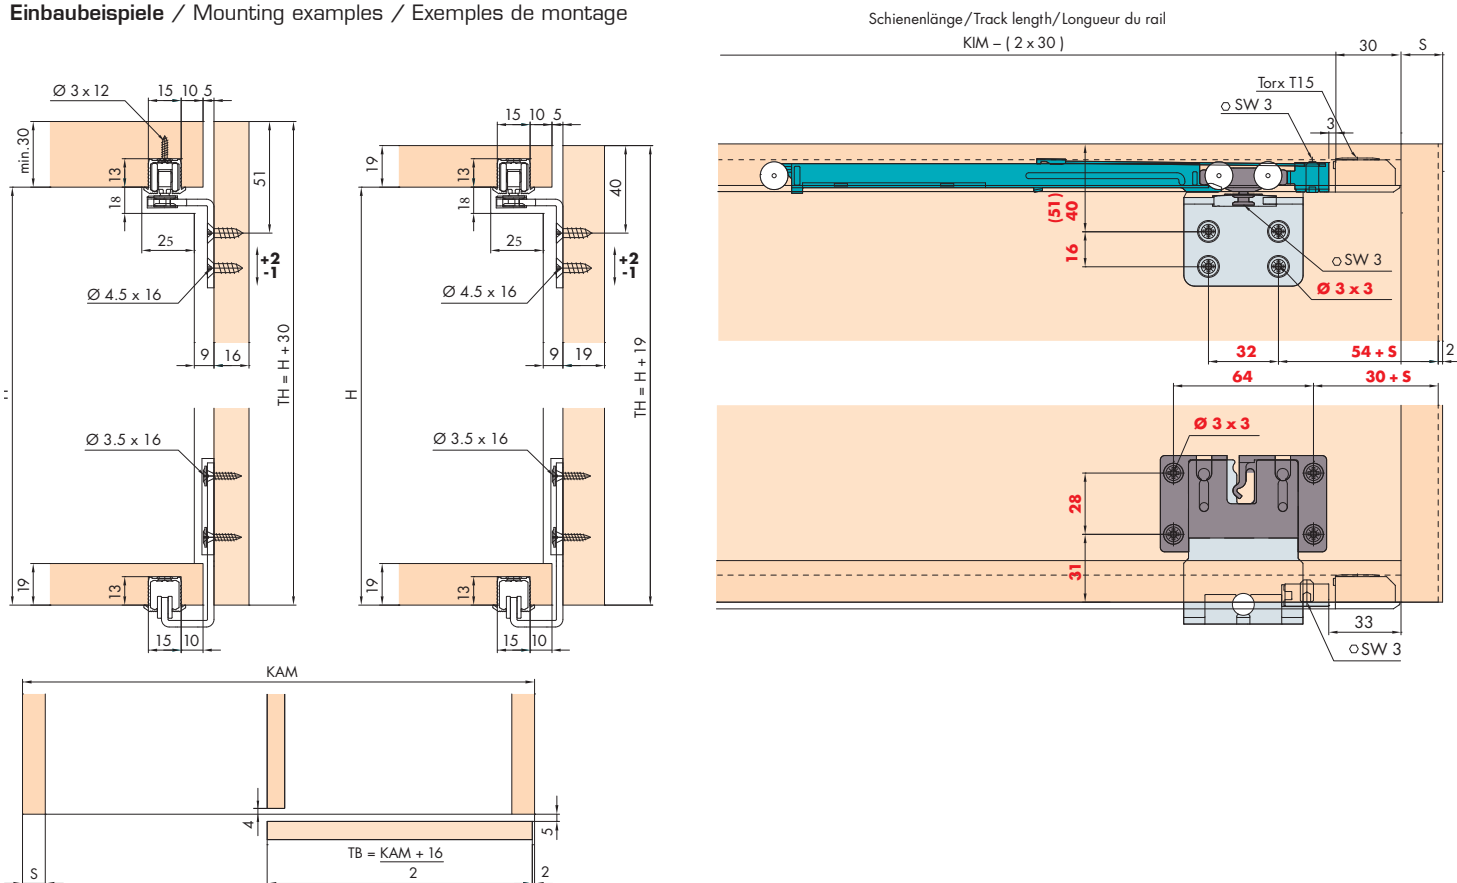 Einbaubeispiele / Mounting examples / Exemples de montage
Schienenlänge/Track length/Longueur du rail
KIM – ( 2 x 30 )
30
S
Ø 3 x 12
15
10
5
min.30
13
18
25
51
+2
-1
Ø 4.5 x 16
9
16
TH = H + 30
Ø 3.5 x 16
19
13
15
10
15
10
5
19
13
18
25
40
+2
-1
Ø 4.5 x 16
9
19
H
TH = H + 19
Ø 3.5 x 16
19
13
15
10
Torx T15
SW 3
3
(51)
40
16
SW 3
Ø 3 x 3
32
54 + S
2
64
30 + S
Ø 3 x 3
28
31
33
SW 3
KAM
4
5
TB = KAM + 16
2
S
2